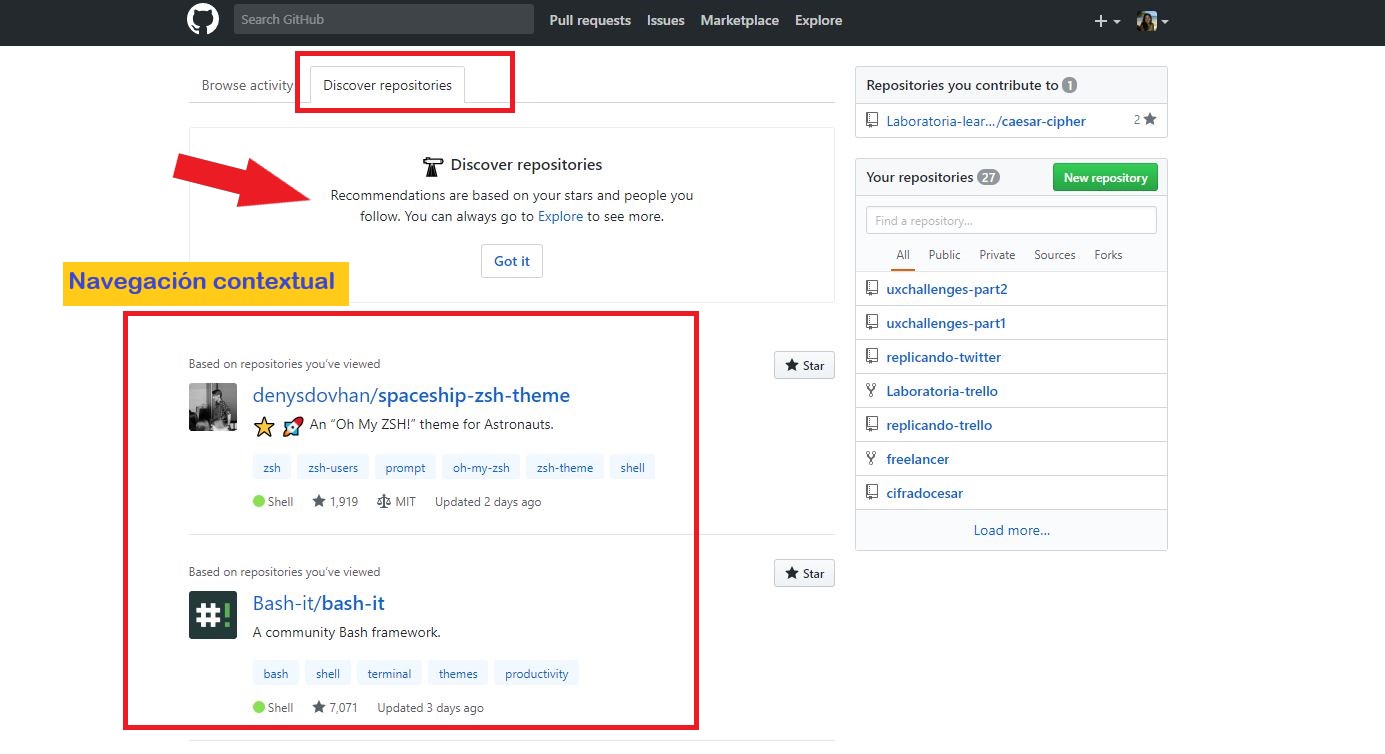 Search GitHub
Pull requests
Issues
Marketplace
Explore
Browse activity
Discover repositories
Discover repositories
Recommendations are based on your stars and people you
follow. You can always go to Explore to see more.
Got it
Navegación contextual
Based on repositories you've viewed
Star
denysdovhan/spaceship-zsh-theme
An “Oh My ZSH!” theme for Astronauts.
zsh
zsh-users
prompt
oh-my-zsh
zsh-theme
shell
Shell
1,919
MIT
Updated 2 days ago
Based on repositories you've viewed
Star
Bash-it/bash-it
#!
A community Bash framework.
bash
shell
terminal
themes
productivity
Shell
7,071
Updated 3 days ago
Repositories you contribute to 1
Laboratoria-lear…/caesar-cipher
2
Your repositories 27
New repository
Find a repository…
All
Public
Private
Sources
Forks
uxchallenges-part2
uxchallenges-part1
replicando-twitter
Laboratoria-trello
replicando-trello
freelancer
cifradocesar
Load more…